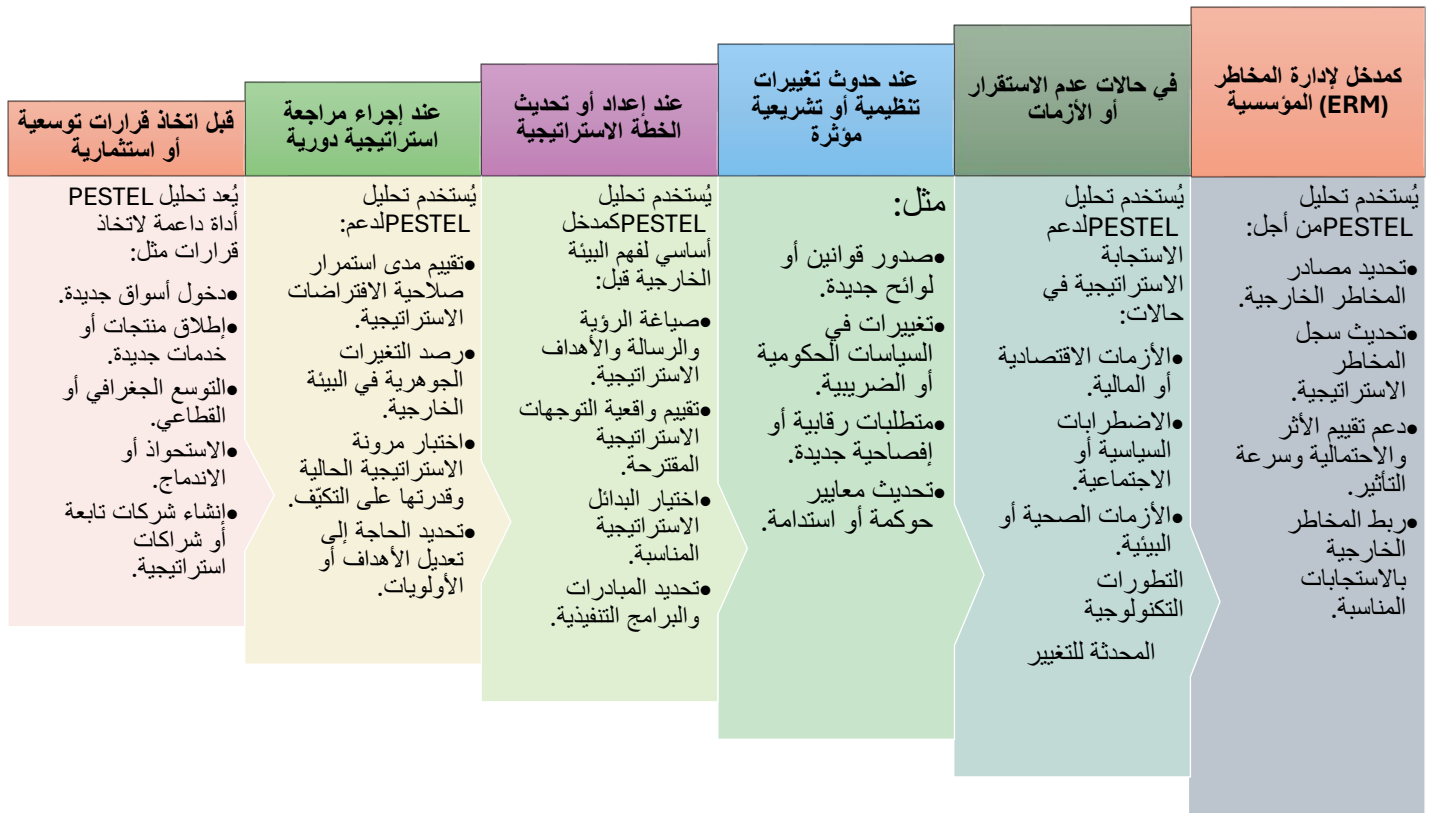 كمدخل لإدارة المخاطر
المؤسسية (ERM)
يُستخدم تحليل
PESTELمن أجل:
•تحديد مصادر
المخاطر الخارجية.
•تحديث سجل
المخاطر
الاستراتيجية.
•دعم تقييم الأثر
والاحتمالية وسرعة
التأثير.
•ربط المخاطر
الخارجية
بالاستجابات
المناسبة.
في حالات عدم الاستقرار
أو الأزمات
يُستخدم تحليل
PESTELلدعم
الاستجابة
الاستراتيجية في
حالات:
•الأزمات الاقتصادية
أو المالية.
•الاضطرابات
السياسية أو
الاجتماعية.
•الأزمات الصحية أو
البيئية.
التطورات
التكنولوجية
المحدثة للتغيير
عند حدوث تغييرات
تنظيمية أو تشريعية
مؤثرة
مثل:
•صدور قوانين أو
لوائح جديدة.
•تغييرات في
السياسات الحكومية
أو الضريبية.
•متطلبات رقابية أو
إفصاحية جديدة.
•تحديث معايير
حوكمة أو استدامة.
عند إعداد أو تحديث
الخطة الاستراتيجية
يُستخدم تحليل
PESTELكمدخل
أساسي لفهم البيئة
الخارجية قبل:
•صياغة الرؤية
والرسالة والأهداف
الاستراتيجية.
•تقييم واقعية التوجهات
الاستراتيجية
المقترحة.
•اختيار البدائل
الاستراتيجية
المناسبة.
•تحديد المبادرات
والبرامج التنفيذية.
عند إجراء مراجعة
استراتيجية دورية
يُستخدم تحليل
PESTELلدعم:
•تقييم مدى استمرار
صلاحية الافتراضات
الاستراتيجية.
•رصد التغيرات
الجوهرية في البيئة
الخارجية.
•اختبار مرونة
الاستراتيجية الحالية
وقدرتها على التكيّف.
•تحديد الحاجة إلى
تعديل الأهداف أو
الأولويات.
قبل اتخاذ قرارات توسعية
أو استثمارية
يُعد تحليل PESTEL
أداة داعمة لاتخاذ
قرارات مثل:
•دخول أسواق جديدة.
•إطلاق منتجات أو
خدمات جديدة.
•التوسع الجغرافي أو
القطاعي.
•الاستحواذ أو
الاندماج.
•إنشاء شركات تابعة
أو شراكات
استراتيجية.